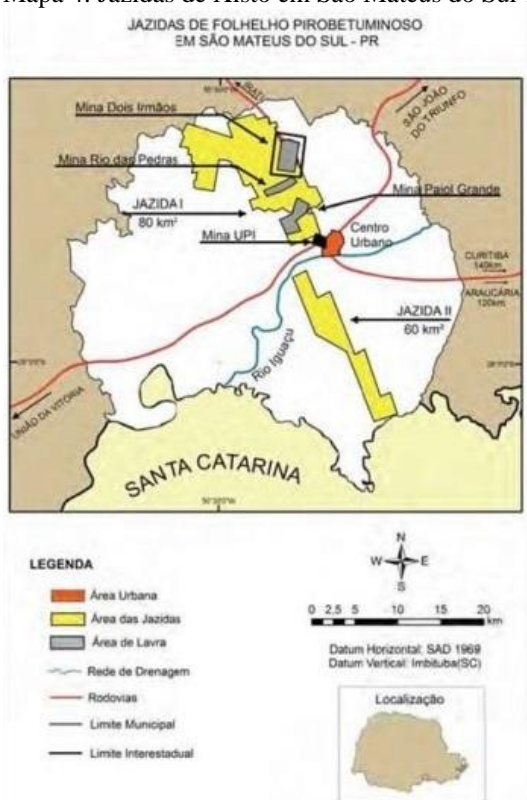 Mapa 4: Jazidas de Xisto em São Mateus do Sul
JAZIDAS DE FOLHELHO PIROBETUMINOSO
EM SÃO MATEUS DO SUL - PR
IRATI
SÃO JOÃO
DO TRIUNFO
Mina Dois Irmãos
Mina Rio das Pedras
Mina Paiol Grande
JAZIDA I
80 km²
Mina UPI
Centro
Urbano
CURITIBA
140km
ARAUCÁRIA
120km
JAZIDA II
60 km²
Rio Iguaçu
UNIÃO DA VITÓRIA
SANTA CATARINA
LEGENDA
Área Urbana
Área das Jazidas
Área de Lavra
Rede de Drenagem
Rodovias
Limite Municipal
Limite Interestadual
N
W E
S
0 2,5 5 10 15 20
km
Datum Horizontal: SAD 1969
Datum Vertical: Imbituba(SC)
Localização